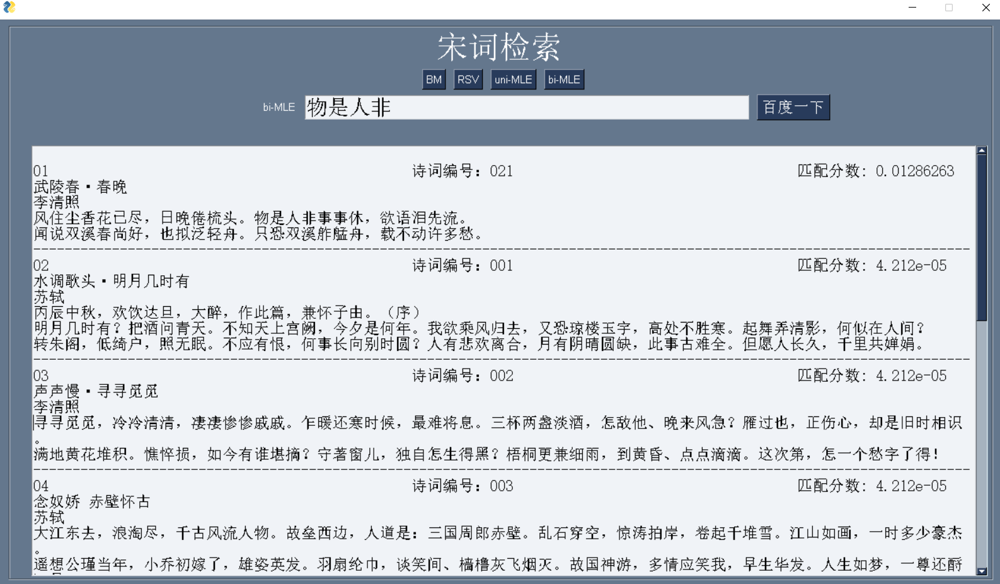 宋词检索
BM RSV uni-MLE bi-MLE
bi-MLE 物是人非 百度一下
01 诗词编号：021 匹配分数：0.01286263
武陵春·春晚
李清照
风住尘香花已尽，日晚倦梳头。物是人非事事休，欲语泪先流。
闻说双溪春尚好，也拟泛轻舟。只恐双溪舴艋舟，载不动许多愁。
--------------------------------------------------------------------------------
02 诗词编号：001 匹配分数：4.212e-05
水调歌头·明月几时有
苏轼
丙辰中秋，欢饮达旦，大醉，作此篇，兼怀子由。（序）
明月几时有？把酒问青天。不知天上宫阙，今夕是何年。我欲乘风归去，又恐琼楼玉宇，高处不胜寒。起舞弄清影，何似在人间？
转朱阁，低绮户，照无眠。不应有恨，何事长向别时圆？人有悲欢离合，月有阴晴圆缺，此事古难全。但愿人长久，千里共婵娟。
--------------------------------------------------------------------------------
03 诗词编号：002 匹配分数：4.212e-05
声声慢·寻寻觅觅
李清照
寻寻觅觅，冷冷清清，凄凄惨惨戚戚。乍暖还寒时候，最难将息。三杯两盏淡酒，怎敌他、晚来风急？雁过也，正伤心，却是旧时相识
。
满地黄花堆积。憔悴损，如今有谁堪摘？守著窗儿，独自怎生得黑？梧桐更兼细雨，到黄昏、点点滴滴。这次第，怎一个愁字了得！
--------------------------------------------------------------------------------
04 诗词编号：003 匹配分数：4.212e-05
念奴娇 赤壁怀古
苏轼
大江东去，浪淘尽，千古风流人物。故垒西边，人道是：三国周郎赤壁。乱石穿空，惊涛拍岸，卷起千堆雪。江山如画，一时多少豪杰
。
遥想公瑾当年，小乔初嫁了，雄姿英发。羽扇纶巾，谈笑间、樯橹灰飞烟灭。故国神游，多情应笑我，早生华发。人生如梦，一尊还酹